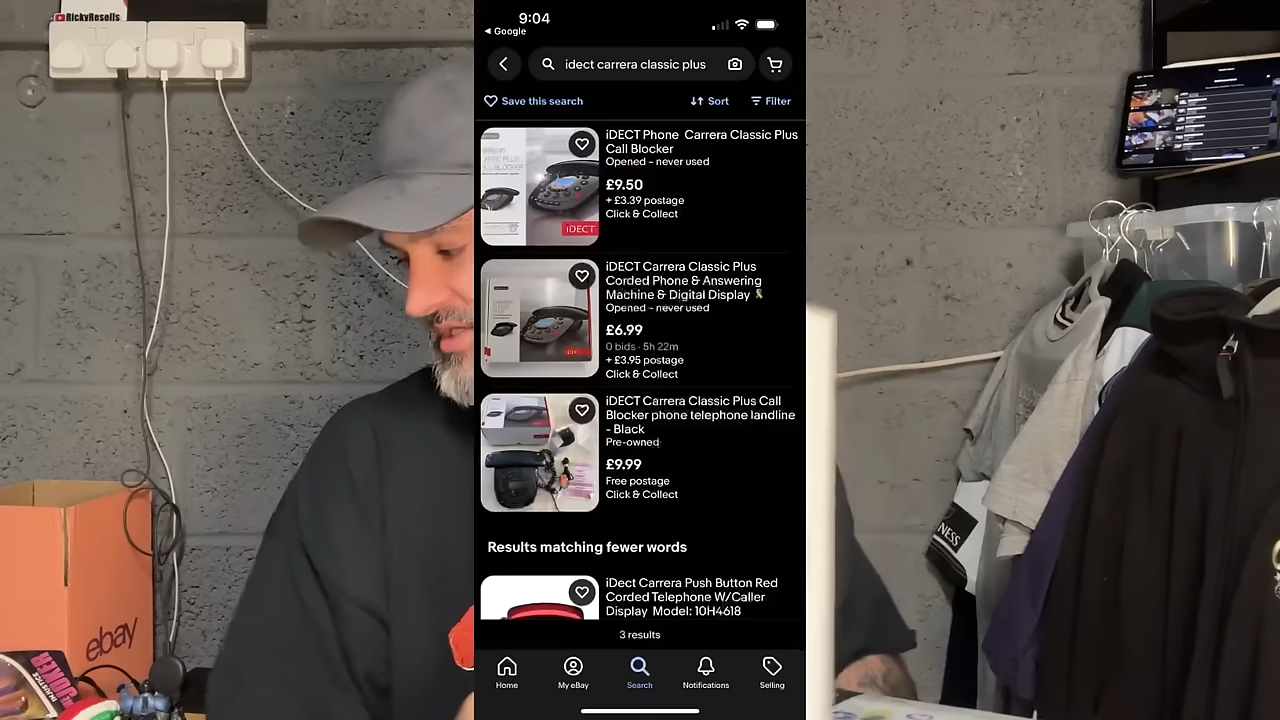 RickyResells
9:04
Google
idect carrera classic plus
Save this search
Sort
Filter
iDECT Phone Carrera Classic Plus
Call Blocker
Opened – never used
£9.50
+ £3.39 postage
Click & Collect
iDECT
iDECT Carrera Classic Plus
Corded Phone & Answering
Machine & Digital Display
Opened – never used
£6.99
0 bids · 5h 22m
+ £3.95 postage
Click & Collect
iDECT Carrera Classic Plus Call
Blocker phone telephone landline
- Black
Pre-owned
£9.99
Free postage
Click & Collect
Results matching fewer words
iDect Carrera Push Button Red
Corded Telephone W/Caller
Display Model: 10H4618
3 results
Home
My eBay
Search
Notifications
Selling
ebay
INJUSTICE
JOKER
NESS